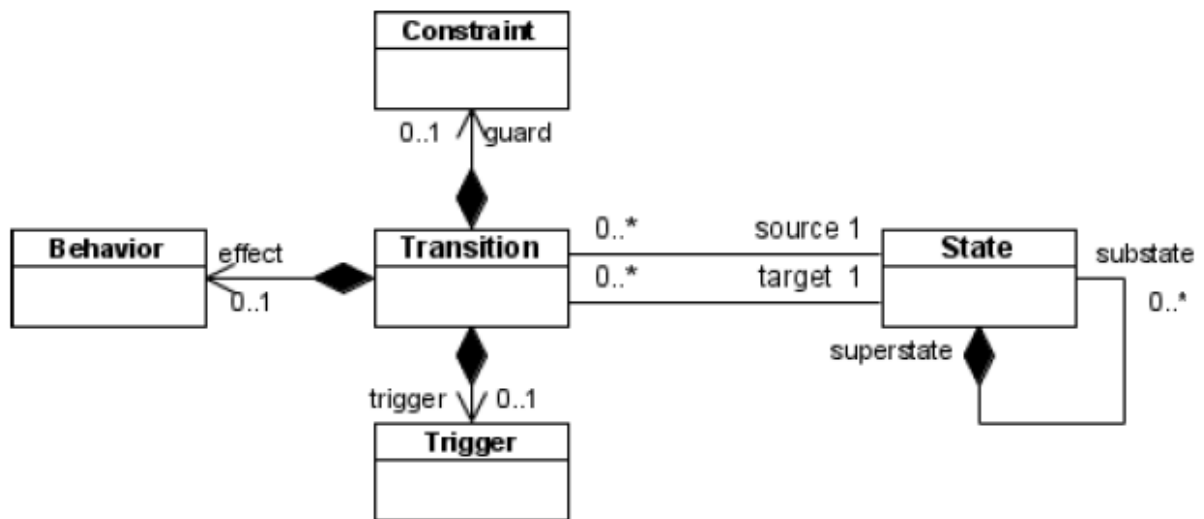 Constraint
0..1 guard
Behavior
effect
0..1
Transition
0..* source 1
0..* target 1
State
substate
0..*
superstate
trigger 0..1
Trigger